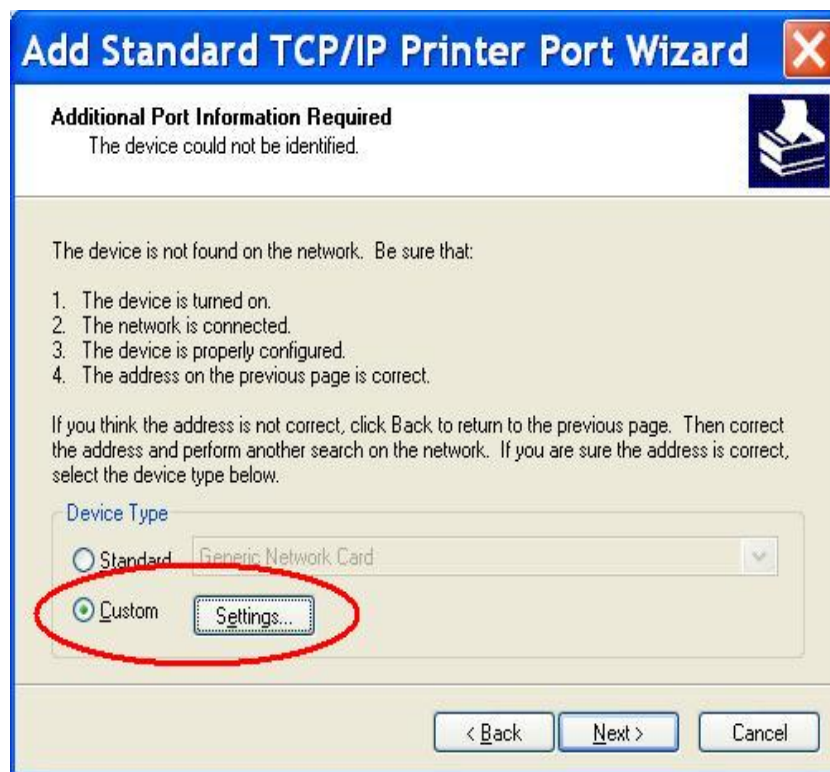 Add Standard TCP/IP Printer Port Wizard
Additional Port Information Required
The device could not be identified.
The device is not found on the network. Be sure that:
1. The device is turned on.
2. The network is connected.
3. The device is properly configured.
4. The address on the previous page is correct.
If you think the address is not correct, click Back to return to the previous page. Then correct
the address and perform another search on the network. If you are sure the address is correct,
select the device type below.
Device Type
Standard Generic Network Card
Custom Settings...
< Back Next > Cancel